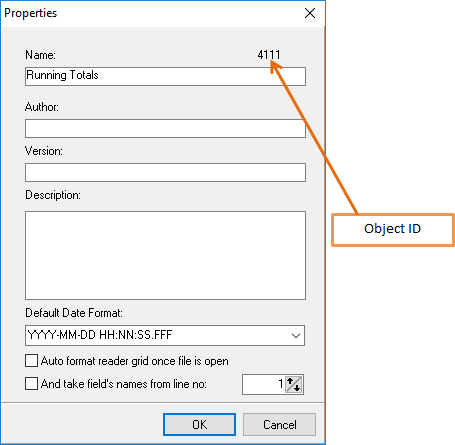 Properties
Name: 4111
Running Totals
Author:
Version:
Object ID
Description:
Default Date Format:
YYYY-MM-DD HH:NN:SS.FFF
Auto format reader grid once file is open
And take field's names from line no: 1
OK Cancel